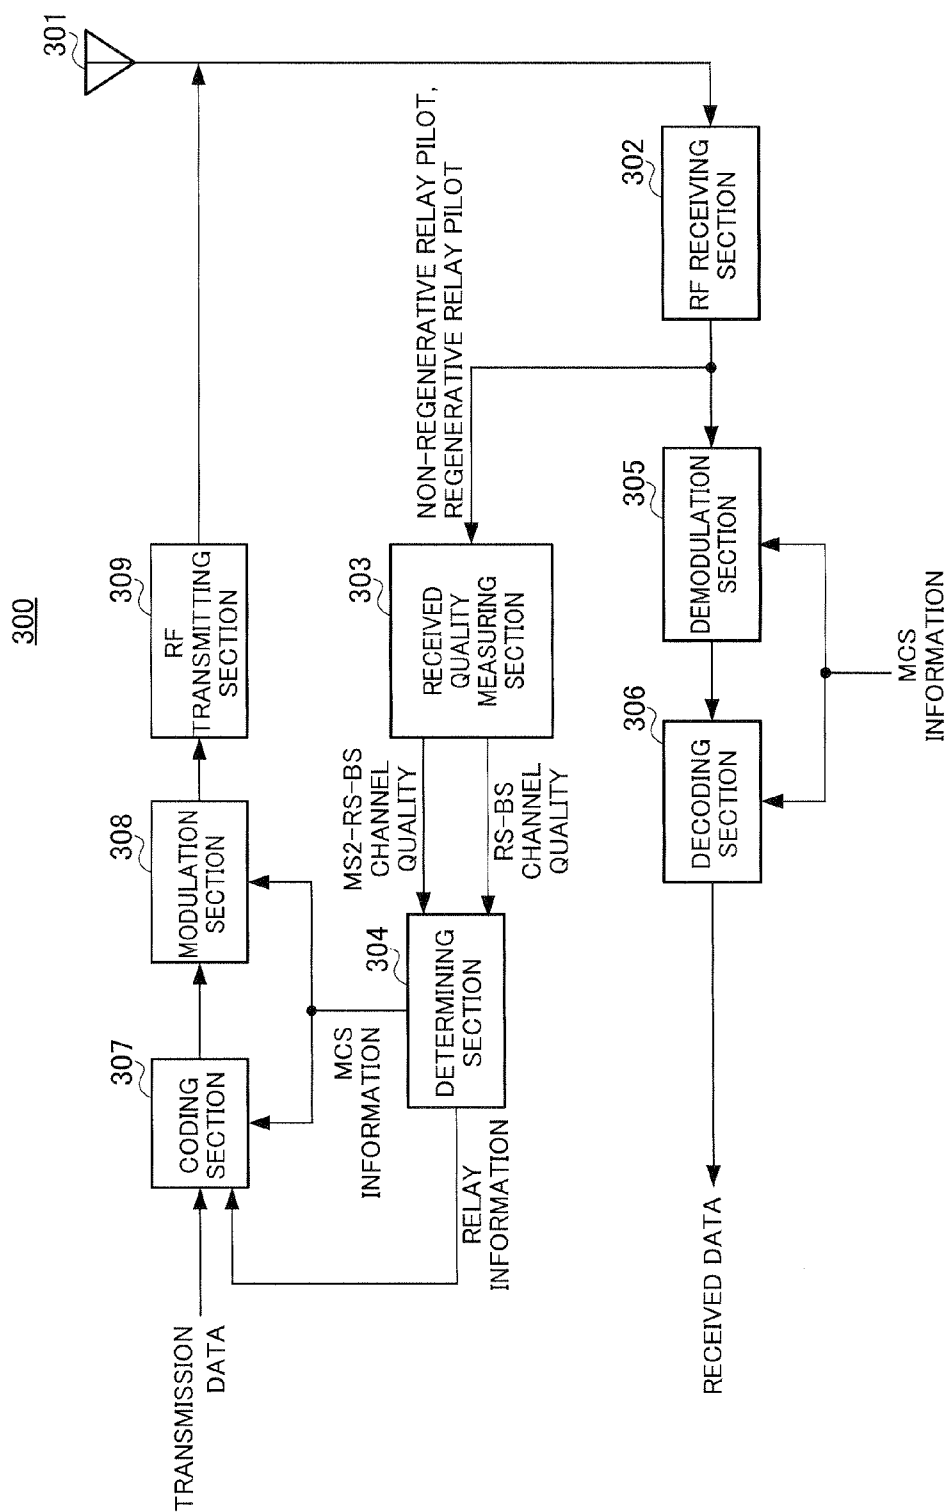 300
301
TRANSMISSION
DATA
307
CODING
SECTION
308
MODULATION
SECTION
309
RF
TRANSMITTING
SECTION
MCS
INFORMATION
RELAY
INFORMATION
304
DETERMINING
SECTION
MS2-RS-BS
CHANNEL
QUALITY
RS-BS
CHANNEL
QUALITY
303
RECEIVED
QUALITY
MEASURING
SECTION
NON-REGENERATIVE RELAY PILOT,
REGENERATIVE RELAY PILOT
RECEIVED DATA
306
DECODING
SECTION
305
DEMODULATION
SECTION
302
RF RECEIVING
SECTION
MCS
INFORMATION